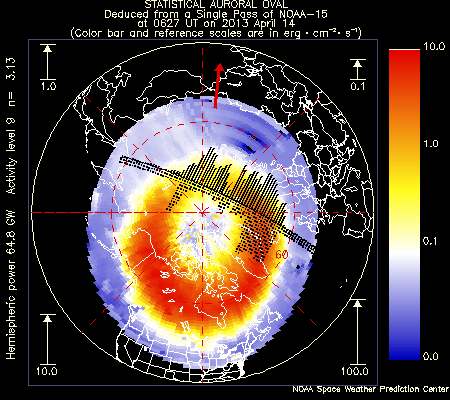 STATISTICAL AURORAL OVAL
Deduced from a Single Pass of NOAA-15
at 0627 UT on 2013 April 14
(Color bar and reference scales are in erg · cm⁻² · s⁻¹)
1.0
0.1
10.0
1.0
0.1
0.0
60
10.0
100.0
Hemispheric power 64.8 GW Activity level 9 n= 3.13
NOAA Space Weather Prediction Center